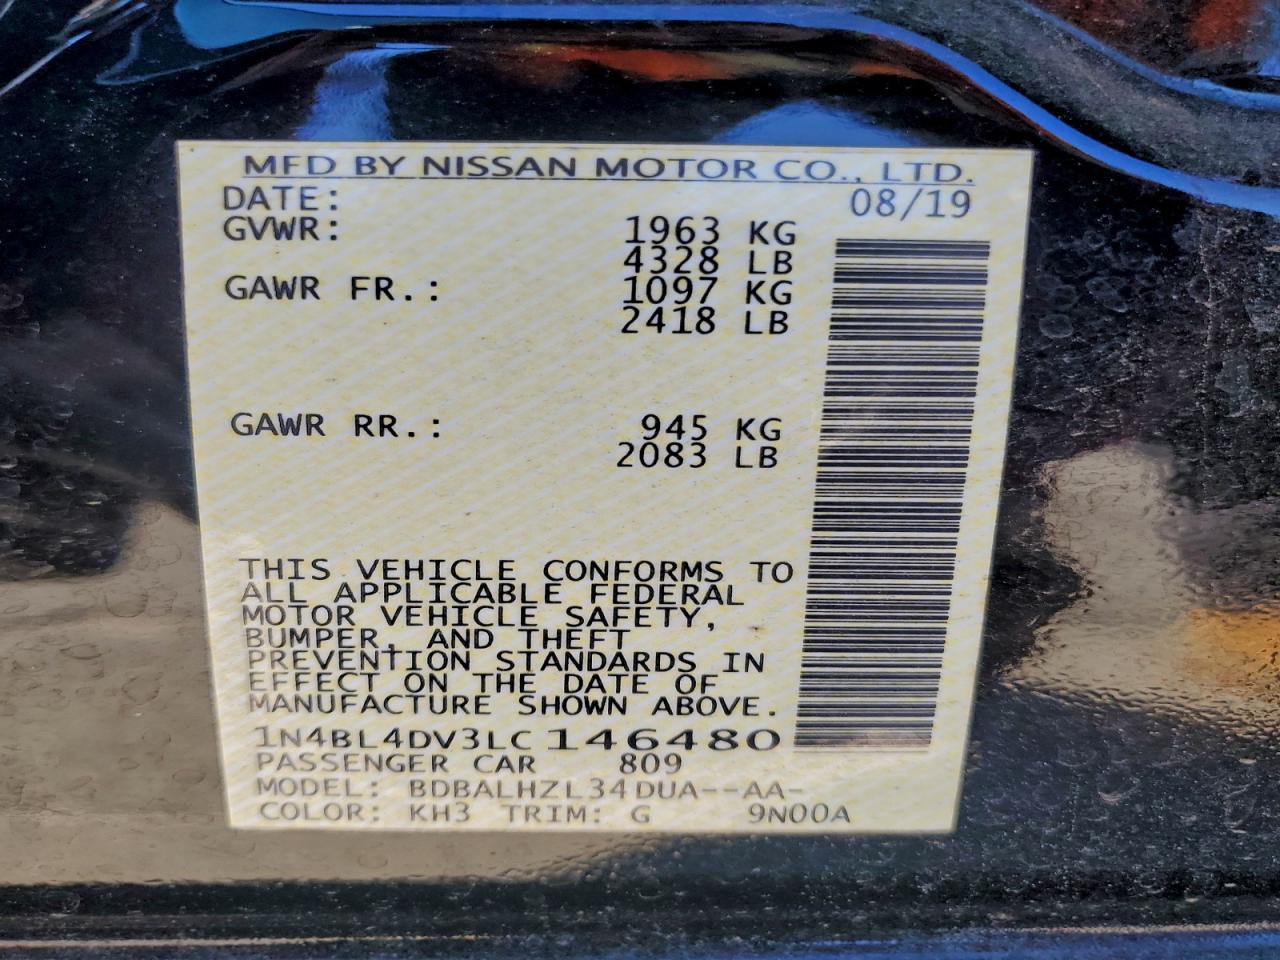 MFD BY NISSAN MOTOR CO., LTD.
DATE: 08/19
GVWR: 1963 KG
4328 LB
GAWR FR.: 1097 KG
2418 LB
GAWR RR.: 945 KG
2083 LB
THIS VEHICLE CONFORMS TO
ALL APPLICABLE FEDERAL
MOTOR VEHICLE SAFETY,
BUMPER, AND THEFT
PREVENTION STANDARDS IN
EFFECT ON THE DATE OF
MANUFACTURE SHOWN ABOVE.
1N4BL4DV3LC146480
PASSENGER CAR 809
MODEL: BDBALHZL34DUA--AA-
COLOR: KH3 TRIM: G 9N00A